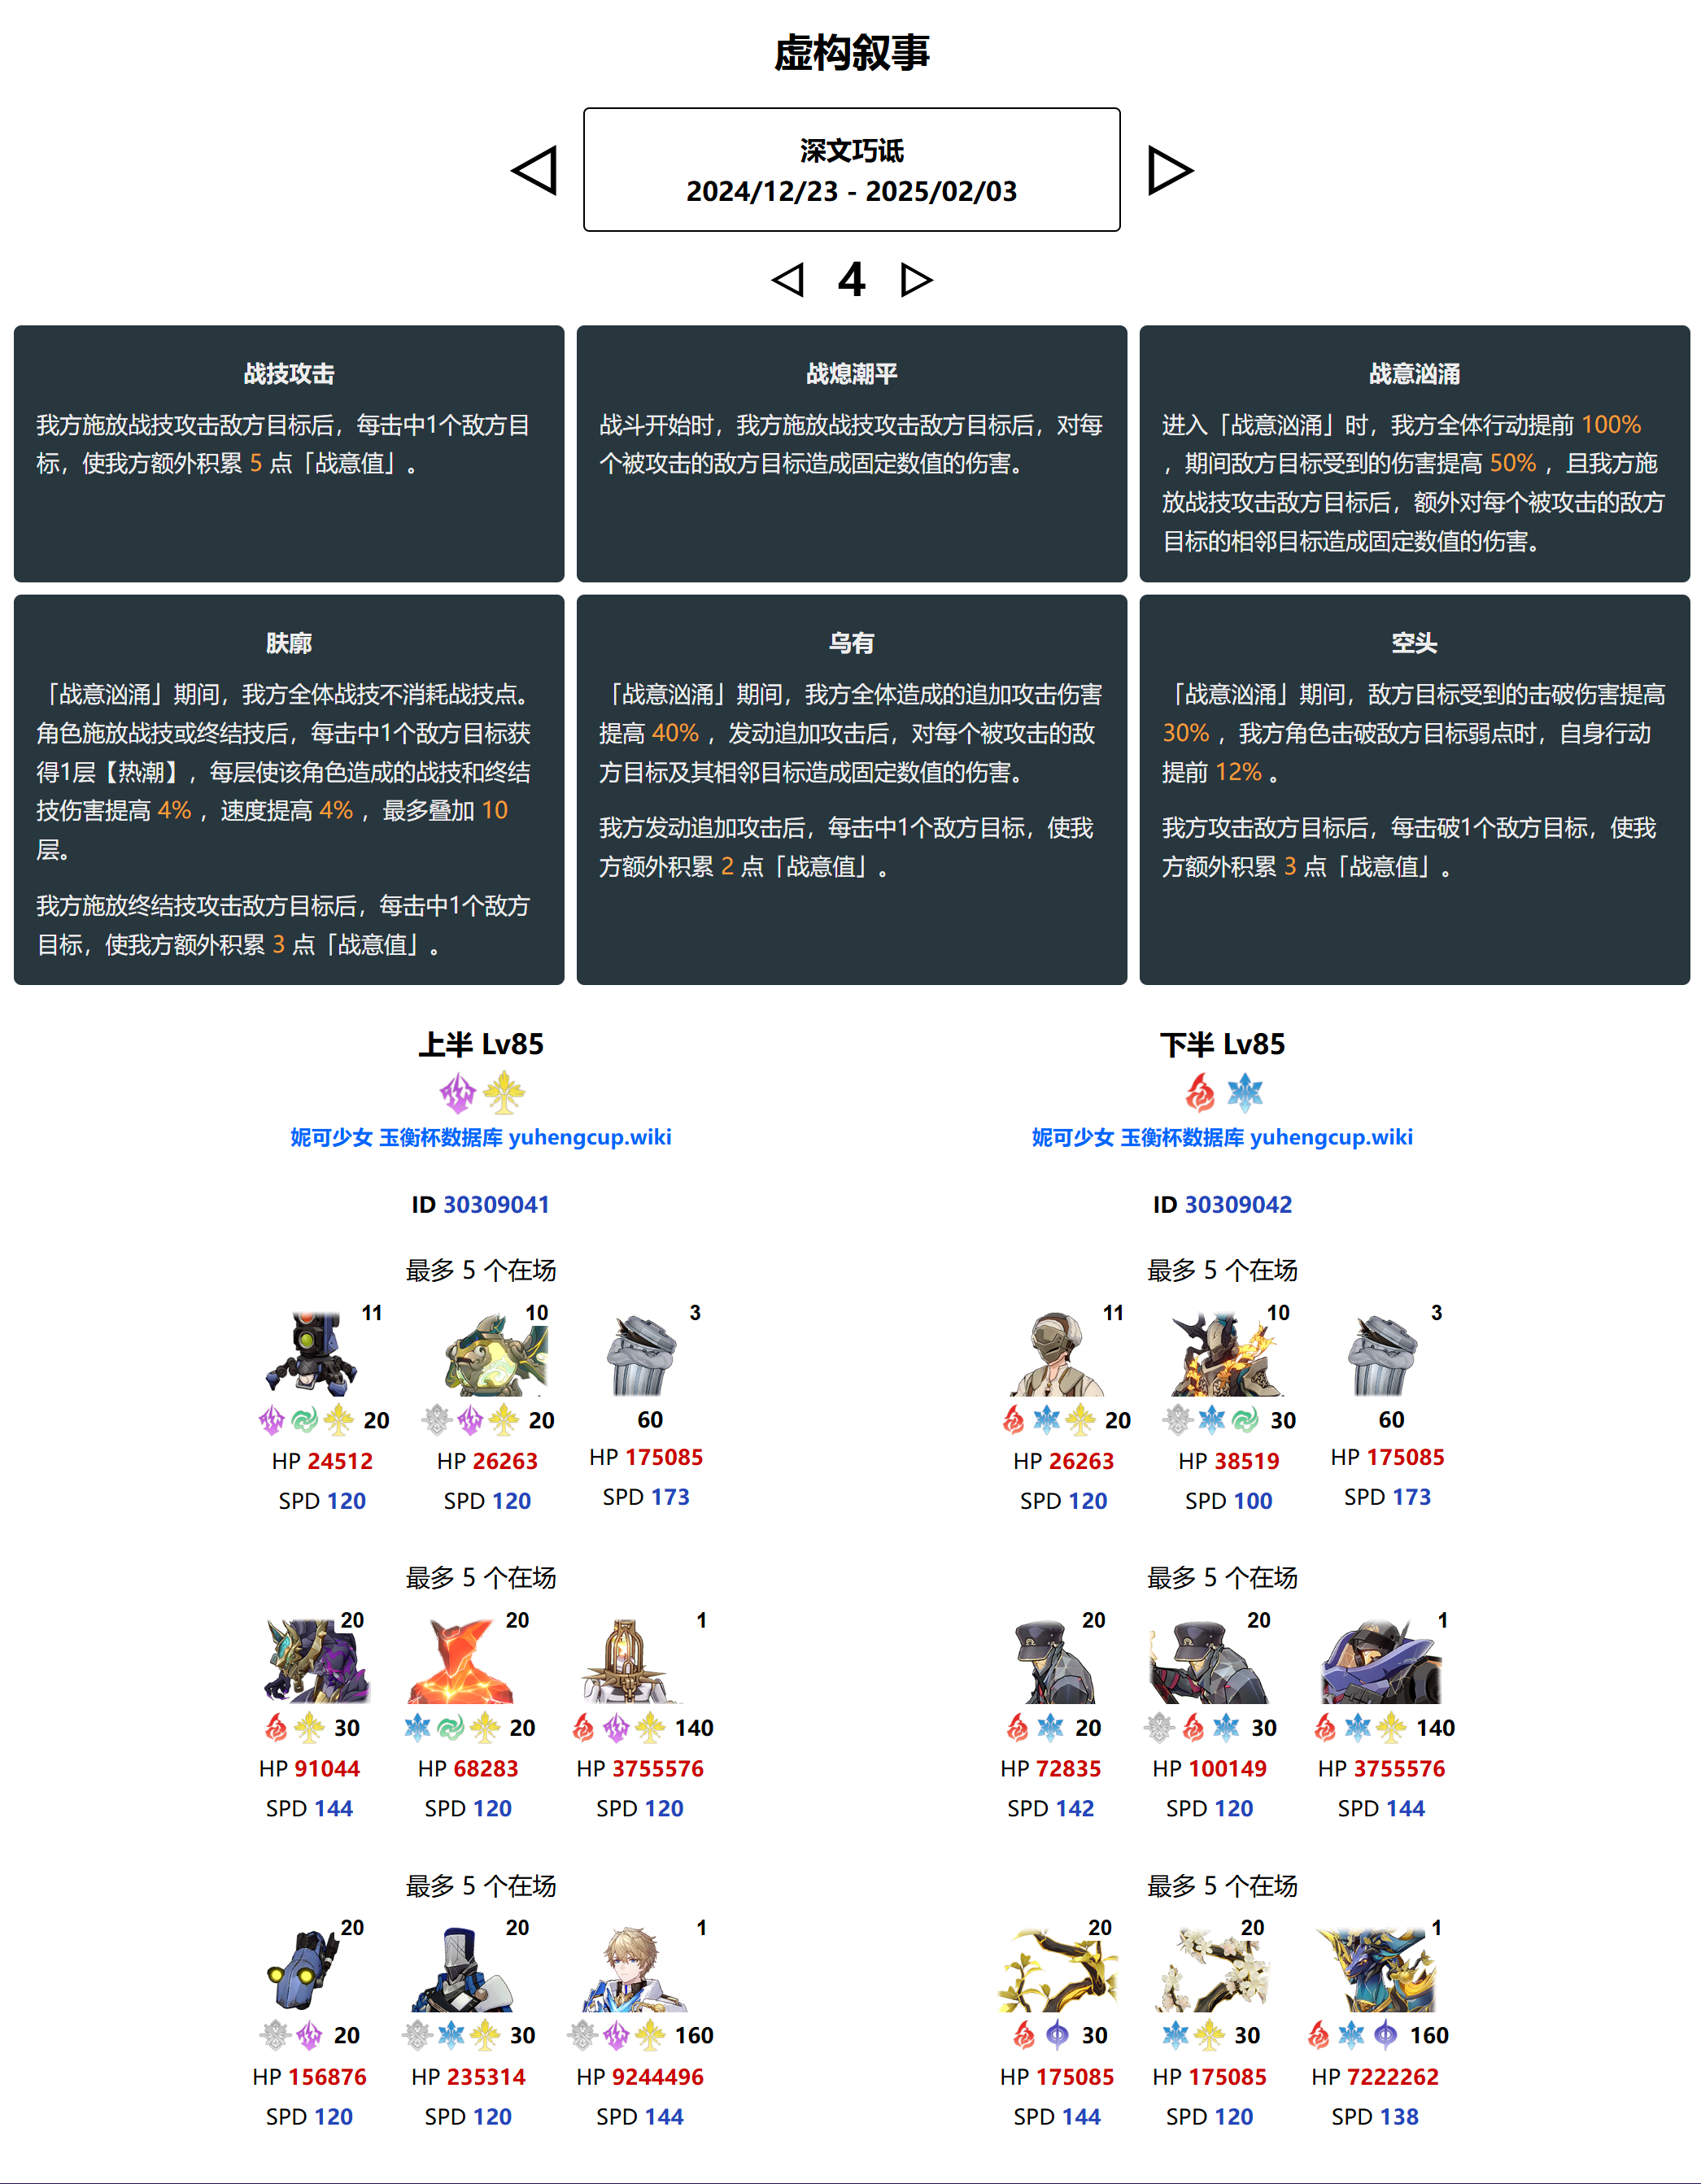 虚构叙事
深文巧诋
2024/12/23 - 2025/02/03
4
战技攻击
我方施放战技攻击敌方目标后，每击中1个敌方目
标，使我方额外积累 5 点「战意值」。
战熄潮平
战斗开始时，我方施放战技攻击敌方目标后，对每
个被攻击的敌方目标造成固定数值的伤害。
战意汹涌
进入「战意汹涌」时，我方全体行动提前 100%
，期间敌方目标受到的伤害提高 50% ，且我方施
放战技攻击敌方目标后，额外对每个被攻击的敌方
目标的相邻目标造成固定数值的伤害。
肤廓
「战意汹涌」期间，我方全体战技不消耗战技点。
角色施放战技或终结技后，每击中1个敌方目标获
得1层【热潮】，每层使该角色造成的战技和终结
技伤害提高 4% ，速度提高 4% ，最多叠加 10
层。
我方施放终结技攻击敌方目标后，每击中1个敌方
目标，使我方额外积累 3 点「战意值」。
乌有
「战意汹涌」期间，我方全体造成的追加攻击伤害
提高 40% ，发动追加攻击后，对每个被攻击的敌
方目标及其相邻目标造成固定数值的伤害。
我方发动追加攻击后，每击中1个敌方目标，使我
方额外积累 2 点「战意值」。
空头
「战意汹涌」期间，敌方目标受到的击破伤害提高
30% ，我方角色击破敌方目标弱点时，自身行动
提前 12% 。
我方攻击敌方目标后，每击破1个敌方目标，使我
方额外积累 3 点「战意值」。
上半 Lv85
妮可少女 玉衡杯数据库 yuhengcup.wiki
ID 30309041
最多 5 个在场
11 10 3
20 20 60
HP 24512 HP 26263 HP 175085
SPD 120 SPD 120 SPD 173
最多 5 个在场
20 20 1
30 20 140
HP 91044 HP 68283 HP 3755576
SPD 144 SPD 120 SPD 120
最多 5 个在场
20 20 1
20 30 160
HP 156876 HP 235314 HP 9244496
SPD 120 SPD 120 SPD 144
下半 Lv85
妮可少女 玉衡杯数据库 yuhengcup.wiki
ID 30309042
最多 5 个在场
11 10 3
20 30 60
HP 26263 HP 38519 HP 175085
SPD 120 SPD 100 SPD 173
最多 5 个在场
20 20 1
20 30 140
HP 72835 HP 100149 HP 3755576
SPD 142 SPD 120 SPD 144
最多 5 个在场
20 20 1
30 30 160
HP 175085 HP 175085 HP 7222262
SPD 144 SPD 120 SPD 138